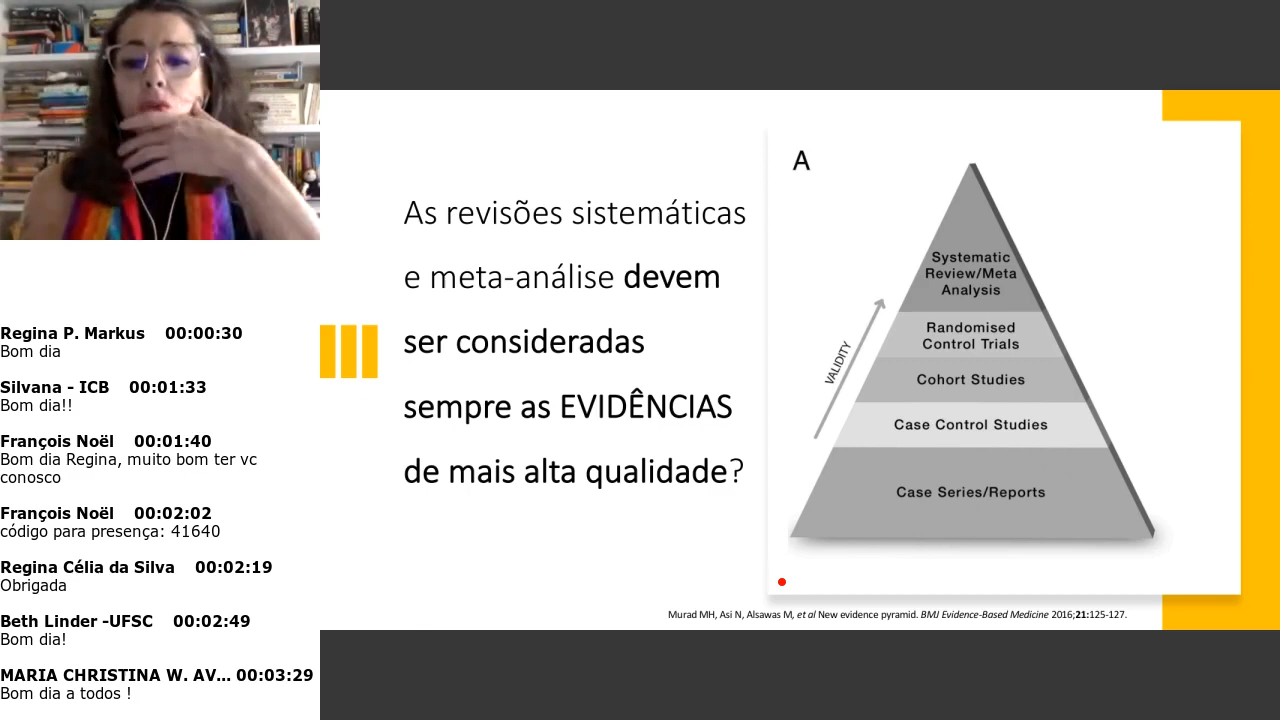 Regina P. Markus 00:00:30
Bom dia
Silvana - ICB 00:01:33
Bom dia!!
François Noël 00:01:40
Bom dia Regina, muito bom ter vc
conosco
François Noël 00:02:02
código para presença: 41640
Regina Célia da Silva 00:02:19
Obrigada
Beth Linder -UFSC 00:02:49
Bom dia!
MARIA CHRISTINA W. AV... 00:03:29
Bom dia a todos !
As revisões sistemáticas
e meta-análise devem
ser consideradas
sempre as EVIDÊNCIAS
de mais alta qualidade?
A
Systematic
Review/Meta
Analysis
Randomised
Control Trials
Cohort Studies
Case Control Studies
Case Series/Reports
VALIDITY
Murad MH, Asi N, Alsawas M, et al New evidence pyramid. BMJ Evidence-Based Medicine 2016;21:125-127.